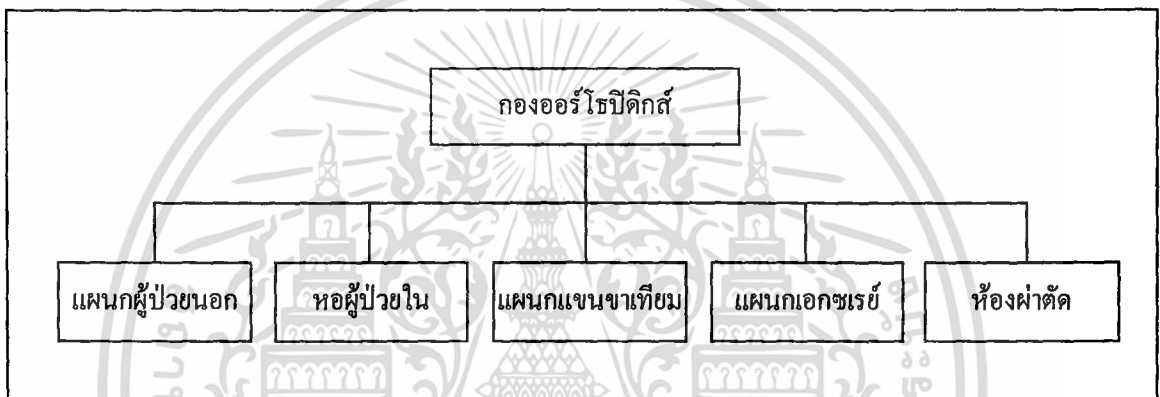 กองออร์โธปิดิกส์
แผนกผู้ป่วยนอก
หอผู้ป่วยใน
แผนกแขนขาเทียม
แผนกเอกซเรย์
ห้องผ่าตัด